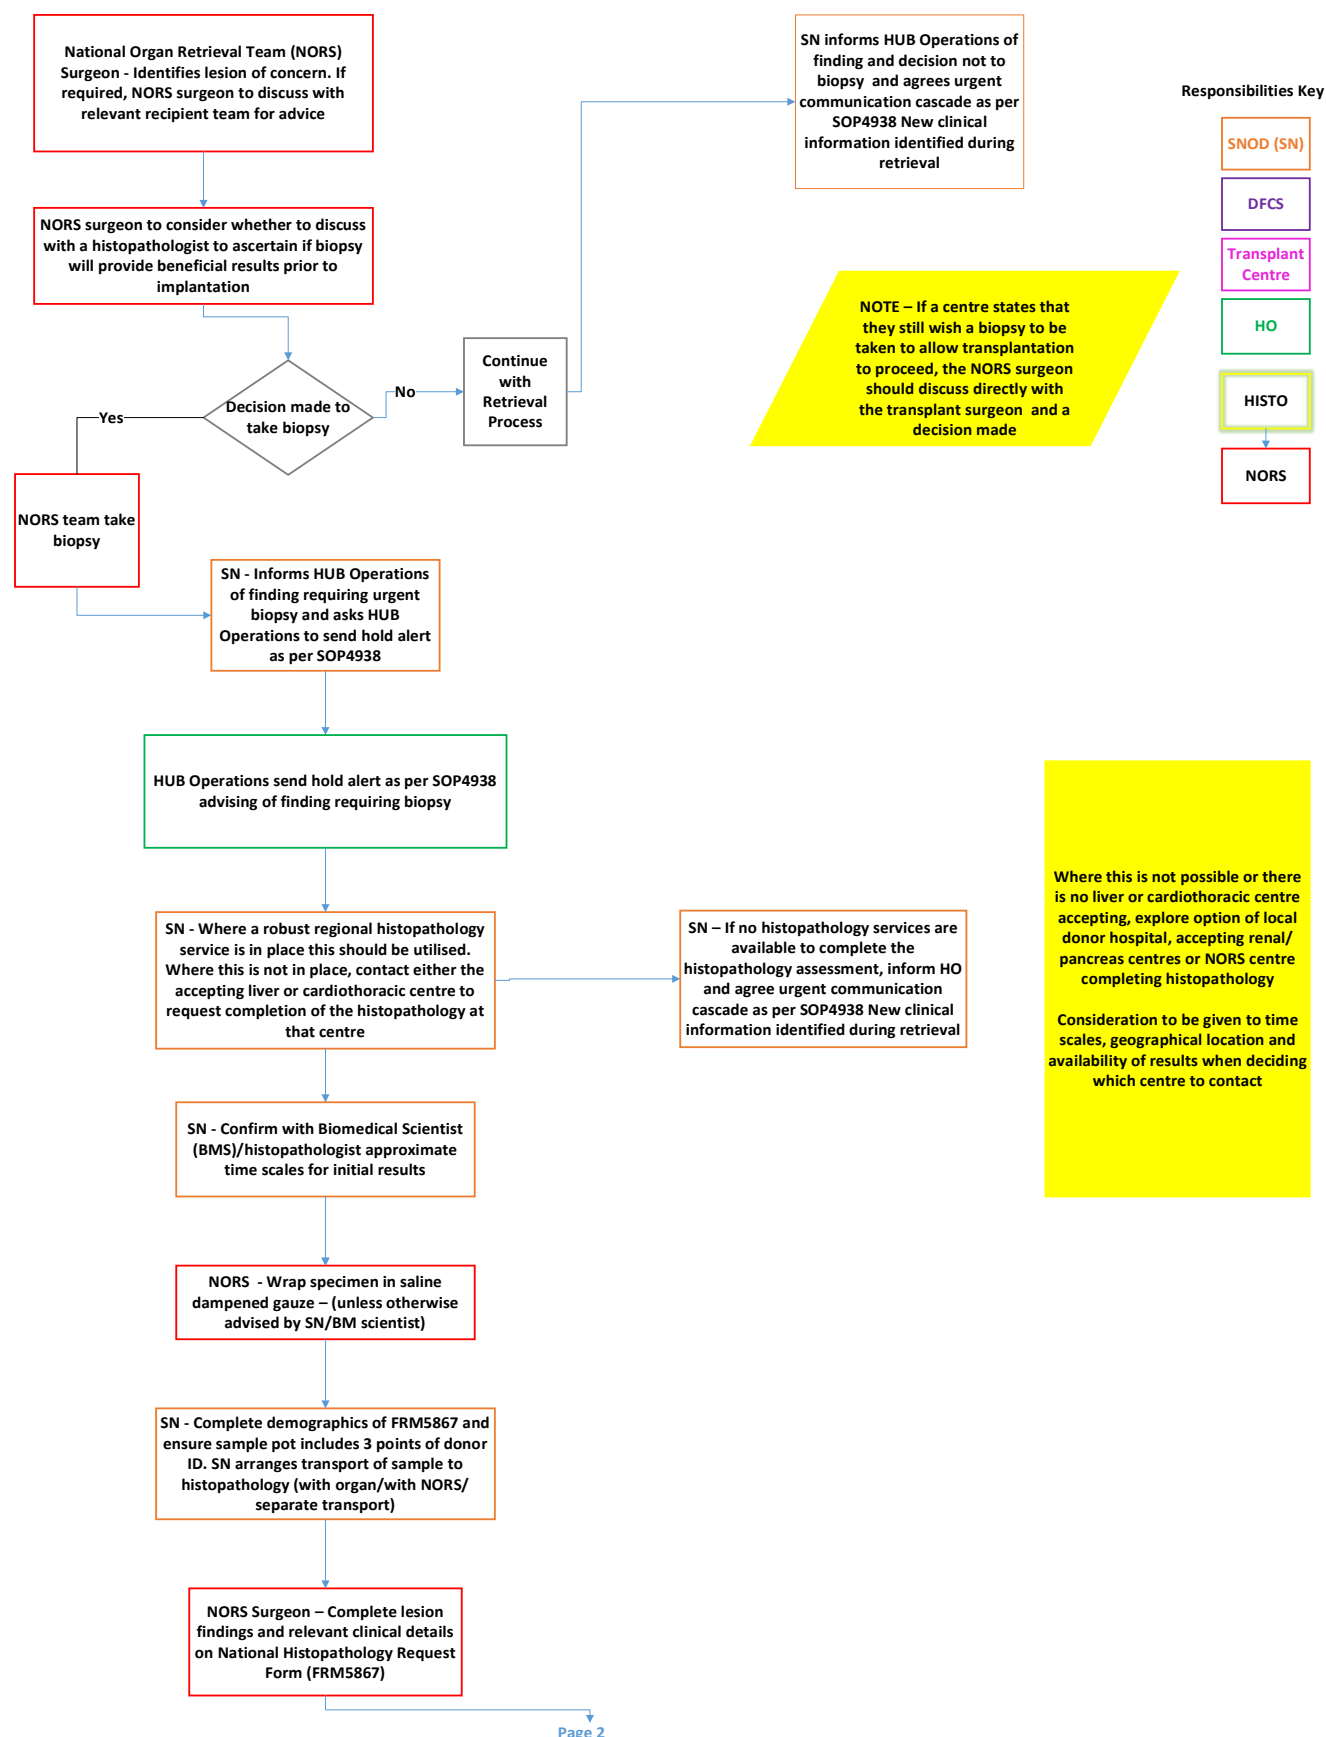 National Organ Retrieval Team (NORS)
Surgeon - Identifies lesion of concern. If
required, NORS surgeon to discuss with
relevant recipient team for advice
SN informs HUB Operations of
finding and decision not to
biopsy  and agrees urgent
communication cascade as per
SOP4938 New clinical
information identified during
retrieval
Responsibilities Key
SNOD (SN)
DFCS
Transplant
Centre
HO
HISTO
NORS
NORS surgeon to consider whether to discuss
with a histopathologist to ascertain if biopsy
will provide beneficial results prior to
implantation
NOTE – If a centre states that
they still wish a biopsy to be
taken to allow transplantation
to proceed, the NORS surgeon
should discuss directly with
the transplant surgeon  and a
decision made
Decision made to
take biopsy
No
Continue
with
Retrieval
Process
Yes
NORS team take
biopsy
SN - Informs HUB Operations
of finding requiring urgent
biopsy and asks HUB
Operations to send hold alert
as per SOP4938
HUB Operations send hold alert as per SOP4938
advising of finding requiring biopsy
SN - Where a robust regional histopathology
service is in place this should be utilised.
Where this is not in place, contact either the
accepting liver or cardiothoracic centre to
request completion of the histopathology at
that centre
SN – If no histopathology services are
available to complete the
histopathology assessment, inform HO
and agree urgent communication
cascade as per SOP4938 New clinical
information identified during retrieval
Where this is not possible or there
is no liver or cardiothoracic centre
accepting, explore option of local
donor hospital, accepting renal/
pancreas centres or NORS centre
completing histopathology
Consideration to be given to time
scales, geographical location and
availability of results when deciding
which centre to contact
SN - Confirm with Biomedical Scientist
(BMS)/histopathologist approximate
time scales for initial results
NORS  - Wrap specimen in saline
dampened gauze – (unless otherwise
advised by SN/BM scientist)
SN - Complete demographics of FRM5867 and
ensure sample pot includes 3 points of donor
ID. SN arranges transport of sample to
histopathology (with organ/with NORS/
separate transport)
NORS Surgeon – Complete lesion
findings and relevant clinical details
on National Histopathology Request
Form (FRM5867)
Page 2